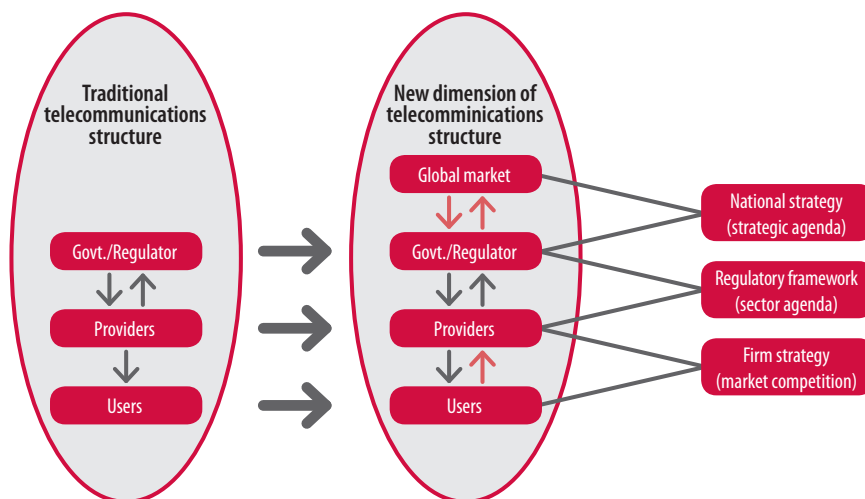 Traditional
telecommunications
structure
Govt./Regulator
Providers
Users
New dimension of
telecomminications
structure
Global market
Govt./Regulator
Providers
Users
National strategy
(strategic agenda)
Regulatory framework
(sector agenda)
Firm strategy
(market competition)